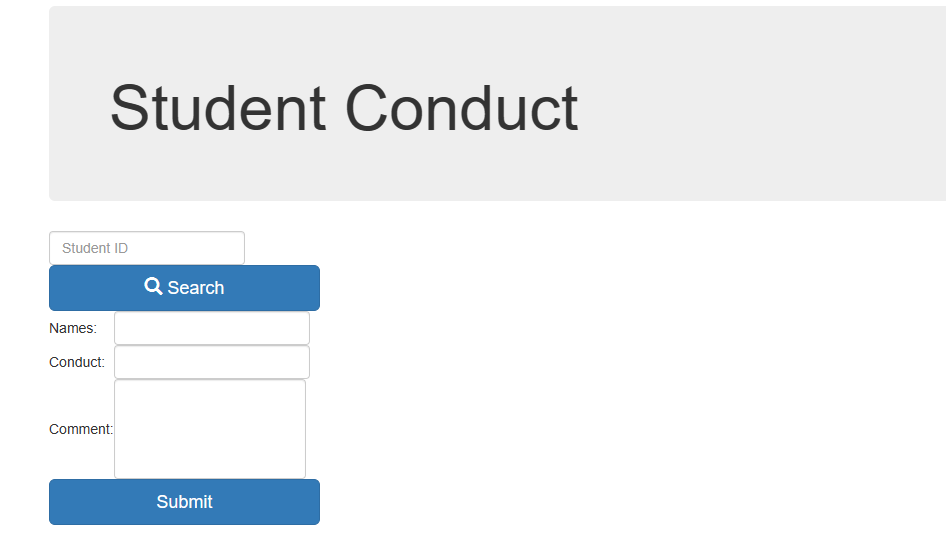 Student Conduct
Student ID
Search
Names:
Conduct:
Comment:
Submit